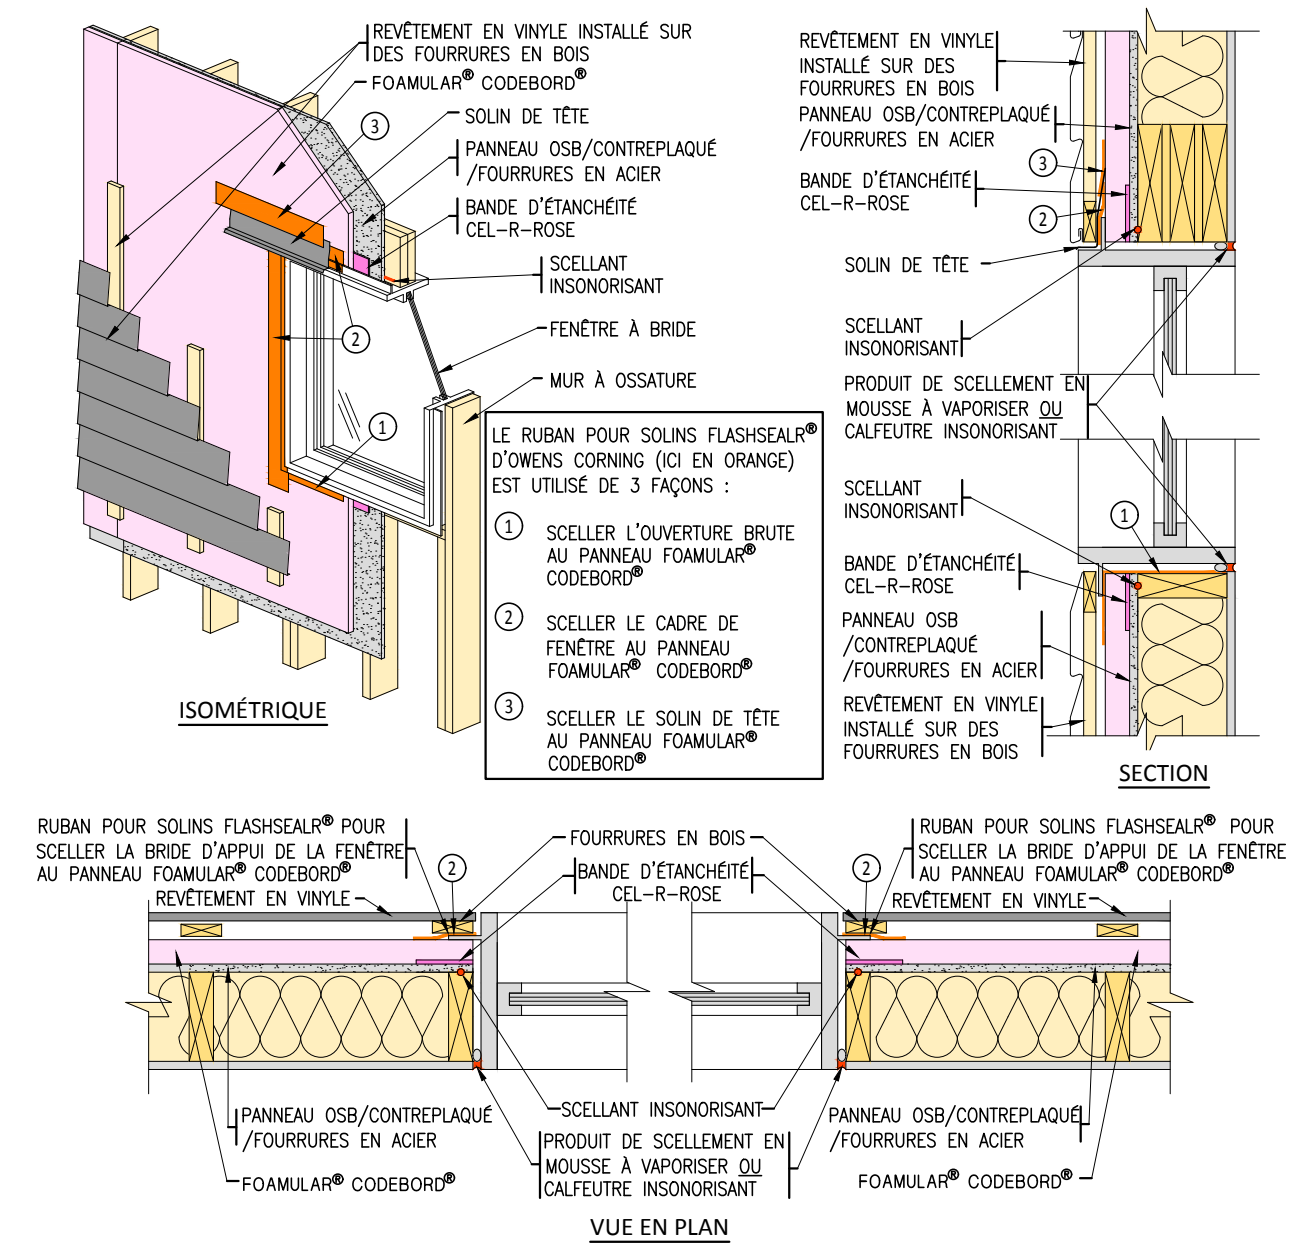 REVÊTEMENT EN VINYLE INSTALLÉ SUR
DES FOURRURES EN BOIS
FOAMULAR® CODEBORD®
3
SOLIN DE TÊTE
PANNEAU OSB/CONTREPLAQUÉ
/FOURRURES EN ACIER
BANDE D'ÉTANCHÉITÉ
CEL-R-ROSE
SCELLANT
INSONORISANT
2
FENÊTRE À BRIDE
MUR À OSSATURE
1
ISOMÉTRIQUE
LE RUBAN POUR SOLINS FLASHSEALR®
D'OWENS CORNING (ICI EN ORANGE)
EST UTILISÉ DE 3 FAÇONS :
1 SCELLER L'OUVERTURE BRUTE
AU PANNEAU FOAMULAR®
CODEBORD®
2 SCELLER LE CADRE DE
FENÊTRE AU PANNEAU
FOAMULAR® CODEBORD®
3 SCELLER LE SOLIN DE TÊTE
AU PANNEAU FOAMULAR®
CODEBORD®
REVÊTEMENT EN VINYLE
INSTALLÉ SUR DES
FOURRURES EN BOIS
PANNEAU OSB/CONTREPLAQUÉ
/FOURRURES EN ACIER
3
BANDE D'ÉTANCHÉITÉ
CEL-R-ROSE
2
SOLIN DE TÊTE
SCELLANT
INSONORISANT
PRODUIT DE SCELLEMENT EN
MOUSSE À VAPORISER OU
CALFEUTRE INSONORISANT
SCELLANT
INSONORISANT
1
BANDE D'ÉTANCHÉITÉ
CEL-R-ROSE
PANNEAU OSB
/CONTREPLAQUÉ
/FOURRURES EN ACIER
REVÊTEMENT EN VINYLE
INSTALLÉ SUR DES
FOURRURES EN BOIS
SECTION
RUBAN POUR SOLINS FLASHSEALR® POUR
SCELLER LA BRIDE D'APPUI DE LA FENÊTRE
AU PANNEAU FOAMULAR® CODEBORD®
2
REVÊTEMENT EN VINYLE
FOURRURES EN BOIS
BANDE D'ÉTANCHÉITÉ
CEL-R-ROSE
2
RUBAN POUR SOLINS FLASHSEALR® POUR
SCELLER LA BRIDE D'APPUI DE LA FENÊTRE
AU PANNEAU FOAMULAR® CODEBORD®
REVÊTEMENT EN VINYLE
PANNEAU OSB/CONTREPLAQUÉ
/FOURRURES EN ACIER
FOAMULAR® CODEBORD®
SCELLANT INSONORISANT
PRODUIT DE SCELLEMENT EN
MOUSSE À VAPORISER OU
CALFEUTRE INSONORISANT
PANNEAU OSB/CONTREPLAQUÉ
/FOURRURES EN ACIER
FOAMULAR® CODEBORD®
VUE EN PLAN